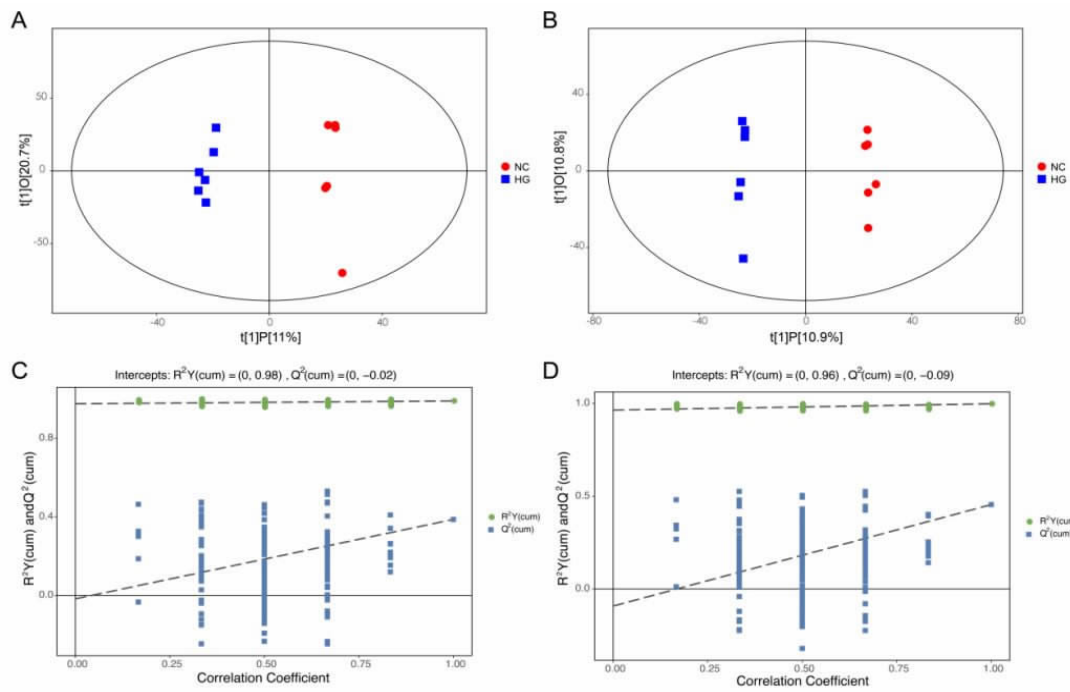 A
t[1]O[20.7%]
50
0
-50
-40
0
40
t[1]P[11%]
NC
HG
B
t[1]O[10.8%]
40
0
-40
-80
-40
0
40
80
t[1]P[10.9%]
NC
HG
C
Intercepts: R²Y(cum) = (0, 0.98) , Q²(cum) = (0, −0.02)
R²Y(cum) andQ²(cum)
0.8
0.4
0.0
0.00
0.25
0.50
0.75
1.00
Correlation Coefficient
R²Y(cum)
Q²(cum)
D
Intercepts: R²Y(cum) = (0, 0.96) , Q²(cum) = (0, −0.09)
R²Y(cum) andQ²(cum)
1.0
0.5
0.0
0.00
0.25
0.50
0.75
1.00
Correlation Coefficient
R²Y(cum
Q²(cum)